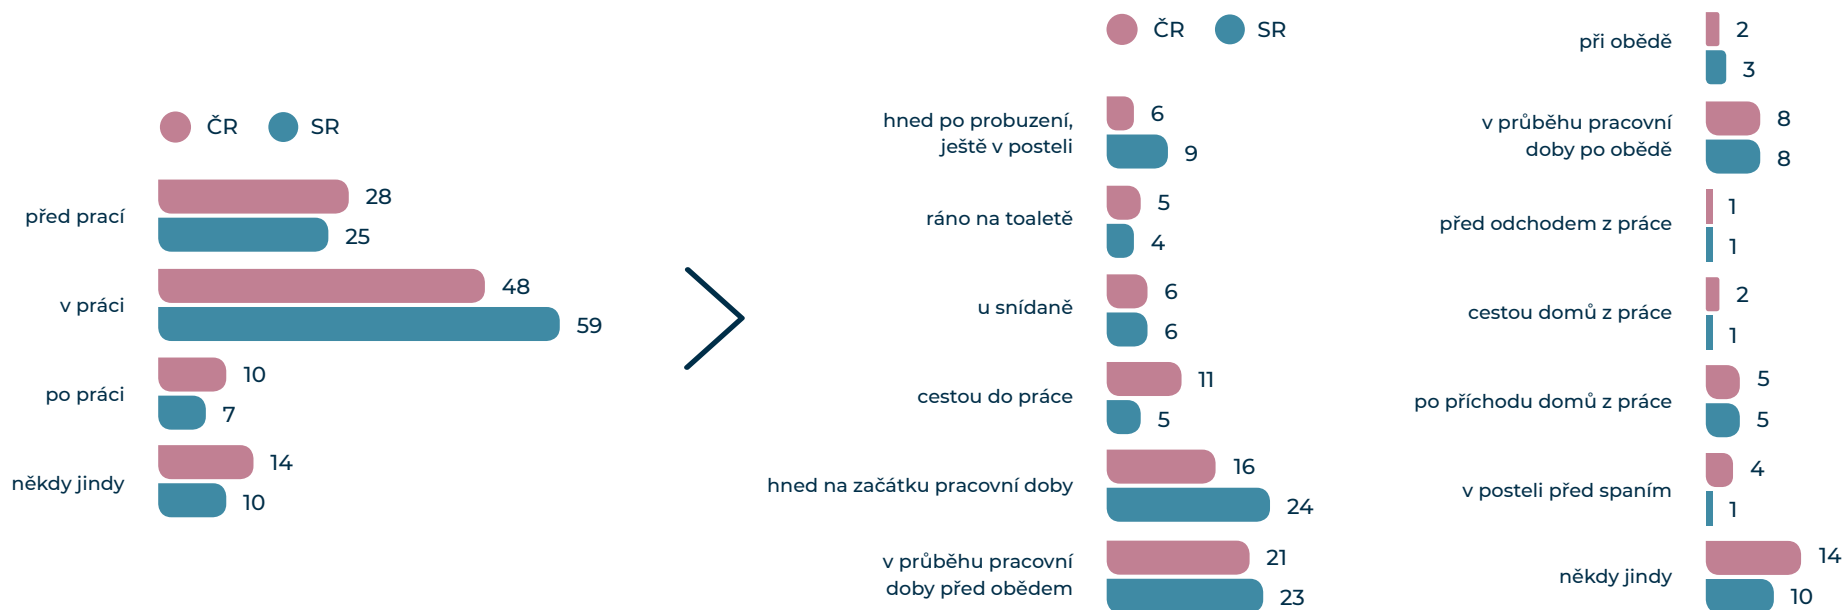 ČR SR
před prací
28
25
v práci
48
59
po práci
10
7
někdy jindy
14
10
ČR SR
hned po probuzení,
ještě v posteli
6
9
ráno na toaletě
5
4
u snídaně
6
6
cestou do práce
11
5
hned na začátku pracovní doby
16
24
v průběhu pracovní
doby před obědem
21
23
při obědě
2
3
v průběhu pracovní
doby po obědě
8
8
před odchodem z práce
1
1
cestou domů z práce
2
1
po příchodu domů z práce
5
5
v posteli před spaním
4
1
někdy jindy
14
10